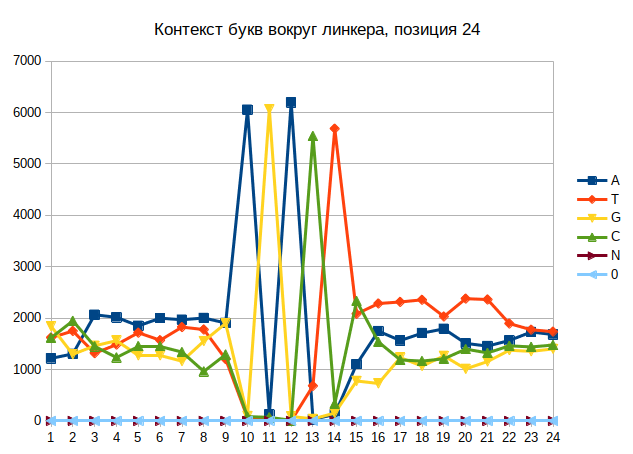 Контекст букв вокруг линкера, позиция 24
7000
6000
5000
4000
3000
2000
1000
0
1 2 3 4 5 6 7 8 9 10 11 12 13 14 15 16 17 18 19 20 21 22 23 24
A
T
G
C
N
0